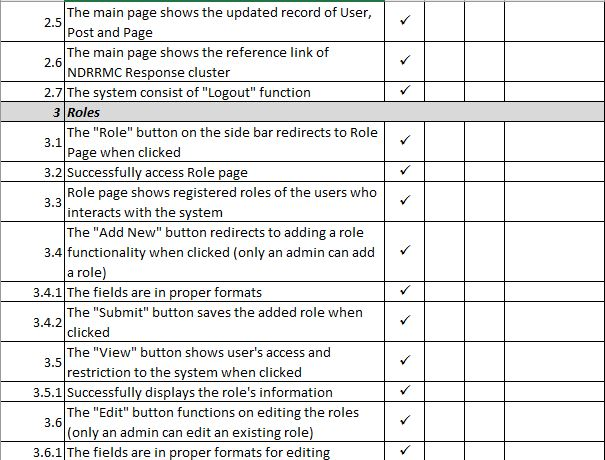 2.5 The main page shows the updated record of User, ✓
Post and Page
2.6 The main page shows the reference link of ✓
NDRRMC Response cluster
2.7 The system consist of "Logout" function ✓
3 Roles
3.1 The "Role" button on the side bar redirects to Role ✓
Page when clicked
3.2 Successfully access Role page ✓
3.3 Role page shows registered roles of the users who ✓
interacts with the system
The "Add New" button redirects to adding a role
3.4 functionality when clicked (only an admin can add ✓
a role)
3.4.1 The fields are in proper formats ✓
3.4.2 The "Submit" button saves the added role when ✓
clicked
3.5 The "View" button shows user's access and ✓
restriction to the system when clicked
3.5.1 Successfully displays the role's information ✓
3.6 The "Edit" button functions on editing the roles ✓
(only an admin can edit an existing role)
3.6.1 The fields are in proper formats for editing ✓